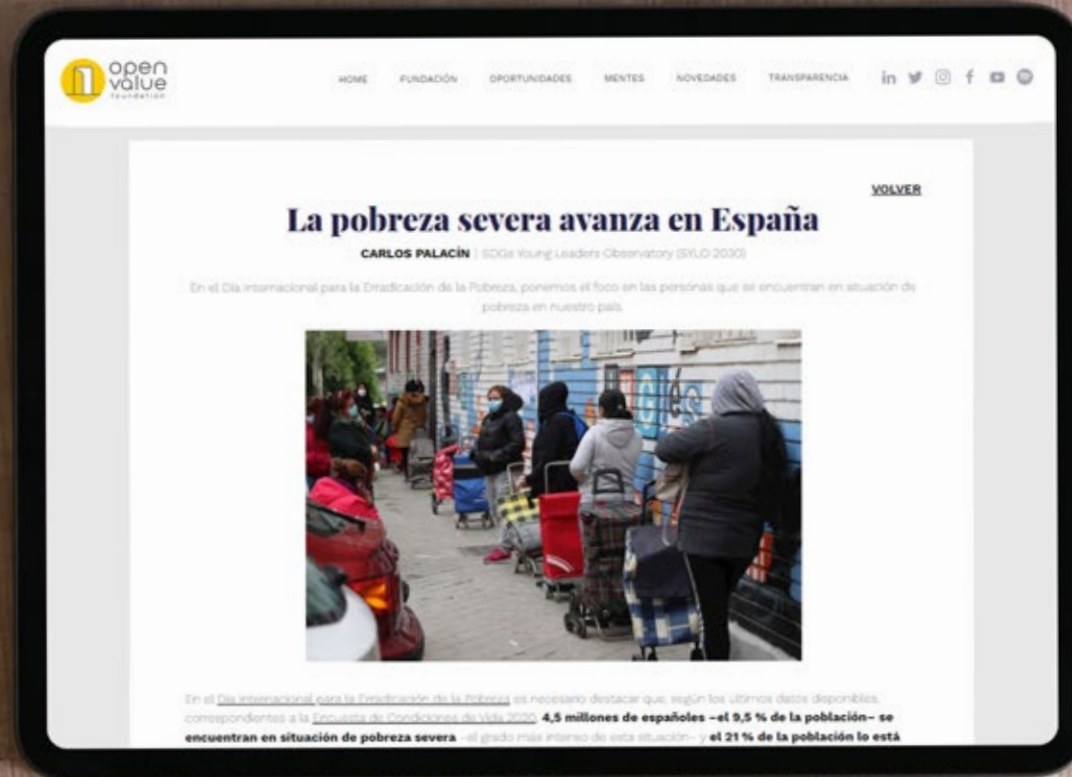 open
value
foundation
HOME FUNDACIÓN OPORTUNIDADES MENTES NOVEDADES TRANSPARENCIA
VOLVER
La pobreza severa avanza en España
CARLOS PALACÍN | SDGs Young Leaders Observatory (SYLO 2030)
En el Día Internacional para la Erradicación de la Pobreza, ponemos el foco en las personas que se encuentran en situación de
pobreza en nuestro país.
En el Día Internacional para la Erradicación de la Pobreza es necesario destacar que, según los últimos datos disponibles,
correspondientes a la Encuesta de Condiciones de Vida 2020, 4,5 millones de españoles –el 9,5 % de la población– se
encuentran en situación de pobreza severa –el grado más intenso de esta situación– y el 21 % de la población lo está